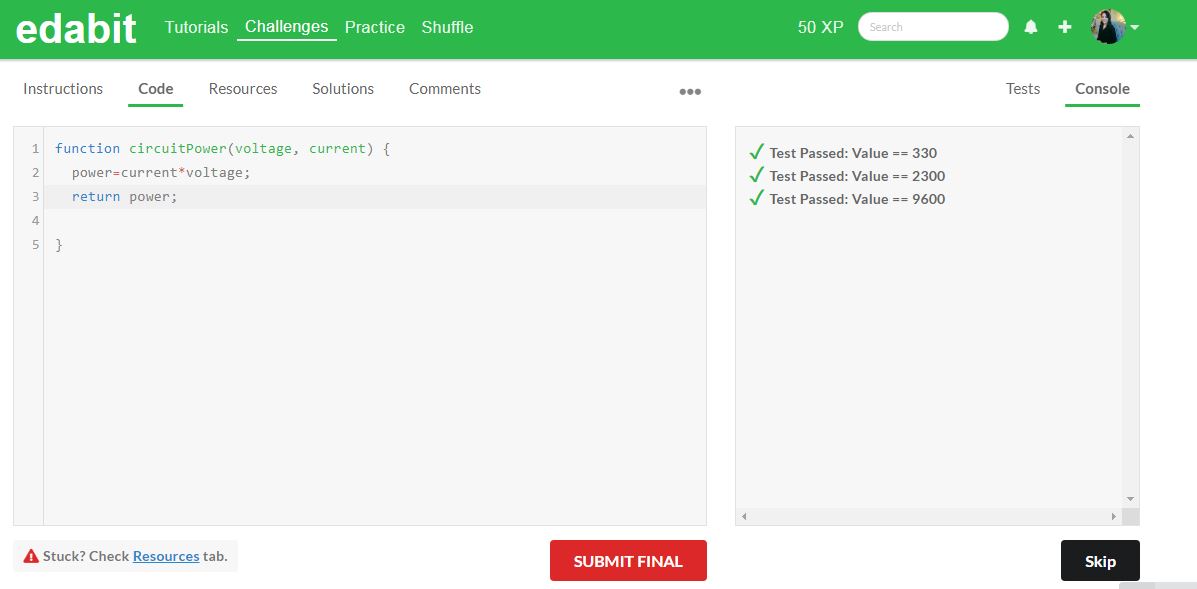 edabit Tutorials Challenges Practice Shuffle 50 XP Search
Instructions Code Resources Solutions Comments Tests Console
1 function circuitPower(voltage, current) {
2 power=current*voltage;
3 return power;
4
5 }
Test Passed: Value == 330
Test Passed: Value == 2300
Test Passed: Value == 9600
Stuck? Check Resources tab. SUBMIT FINAL Skip